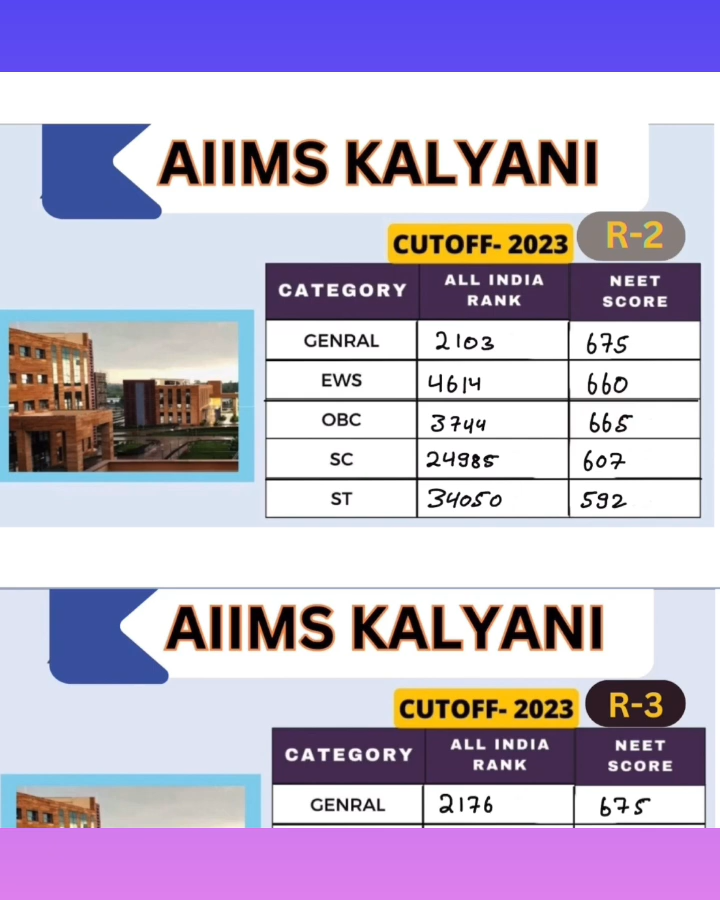 AIIMS KALYANI
CUTOFF- 2023 R-2
CATEGORY ALL INDIA RANK NEET SCORE
GENRAL 2103 675
EWS 4614 660
OBC 3744 665
SC 24985 607
ST 34050 592
AIIMS KALYANI
CUTOFF- 2023 R-3
CATEGORY ALL INDIA RANK NEET SCORE
GENRAL 2176 675